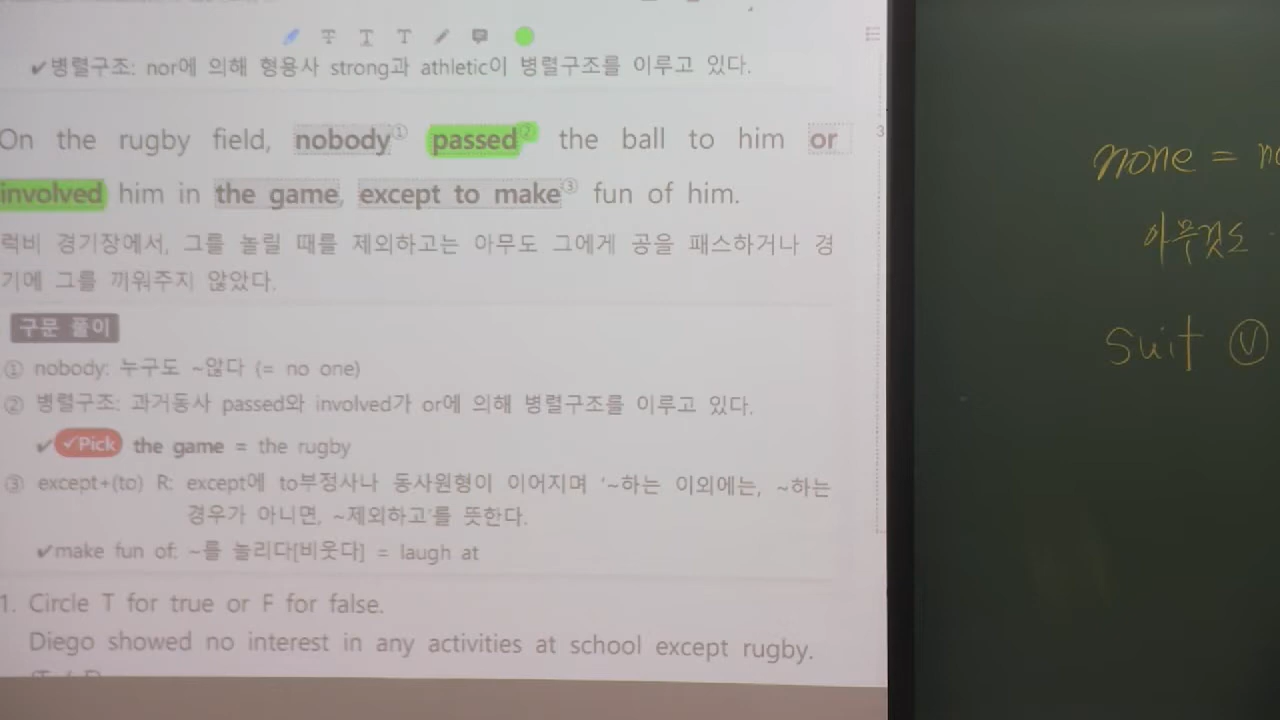 ✔병렬구조: nor에 의해 형용사 strong과 athletic이 병렬구조를 이루고 있다.
On the rugby field, nobody① passed② the ball to him or
involved him in the game, except to make③ fun of him.
럭비 경기장에서, 그를 놀릴 때를 제외하고는 아무도 그에게 공을 패스하거나 경
기에 그를 끼워주지 않았다.
구문 풀이
① nobody: 누구도 ~않다 (= no one)
② 병렬구조: 과거동사 passed와 involved가 or에 의해 병렬구조를 이루고 있다.
✔ ✓Pick the game = the rugby
③ except+(to) R: except에 to부정사나 동사원형이 이어지며 '~하는 이외에는, ~하는
경우가 아니면, ~제외하고'를 뜻한다.
✔make fun of: ~를 놀리다[비웃다] = laugh at
1. Circle T for true or F for false.
Diego showed no interest in any activities at school except rugby.
3
none =
아무것도
suit ⓥ